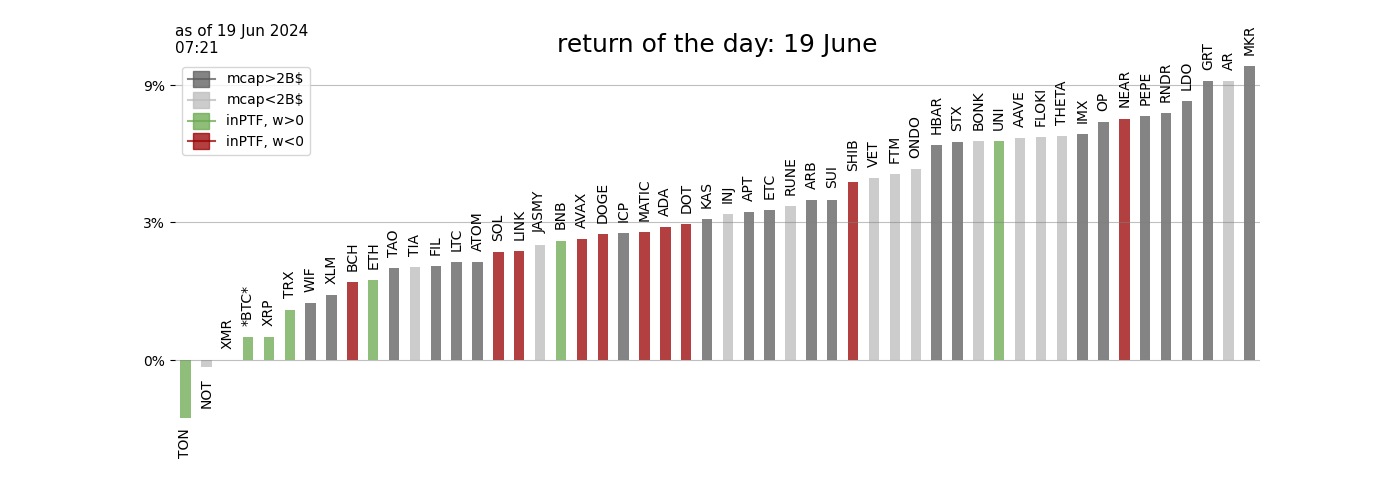 as of 19 Jun 2024
07:21
return of the day: 19 June
mcap>2B$
mcap<2B$
inPTF, w>0
inPTF, w<0
9%
3%
0%
TON
NOT
XMR
*BTC*
XRP
TRX
WIF
XLM
BCH
ETH
TAO
TIA
FIL
LTC
ATOM
SOL
LINK
JASMY
BNB
AVAX
DOGE
ICP
MATIC
ADA
DOT
KAS
INJ
APT
ETC
RUNE
ARB
SUI
SHIB
VET
FTM
ONDO
HBAR
STX
BONK
UNI
AAVE
FLOKI
THETA
IMX
OP
NEAR
PEPE
RNDR
LDO
GRT
AR
MKR